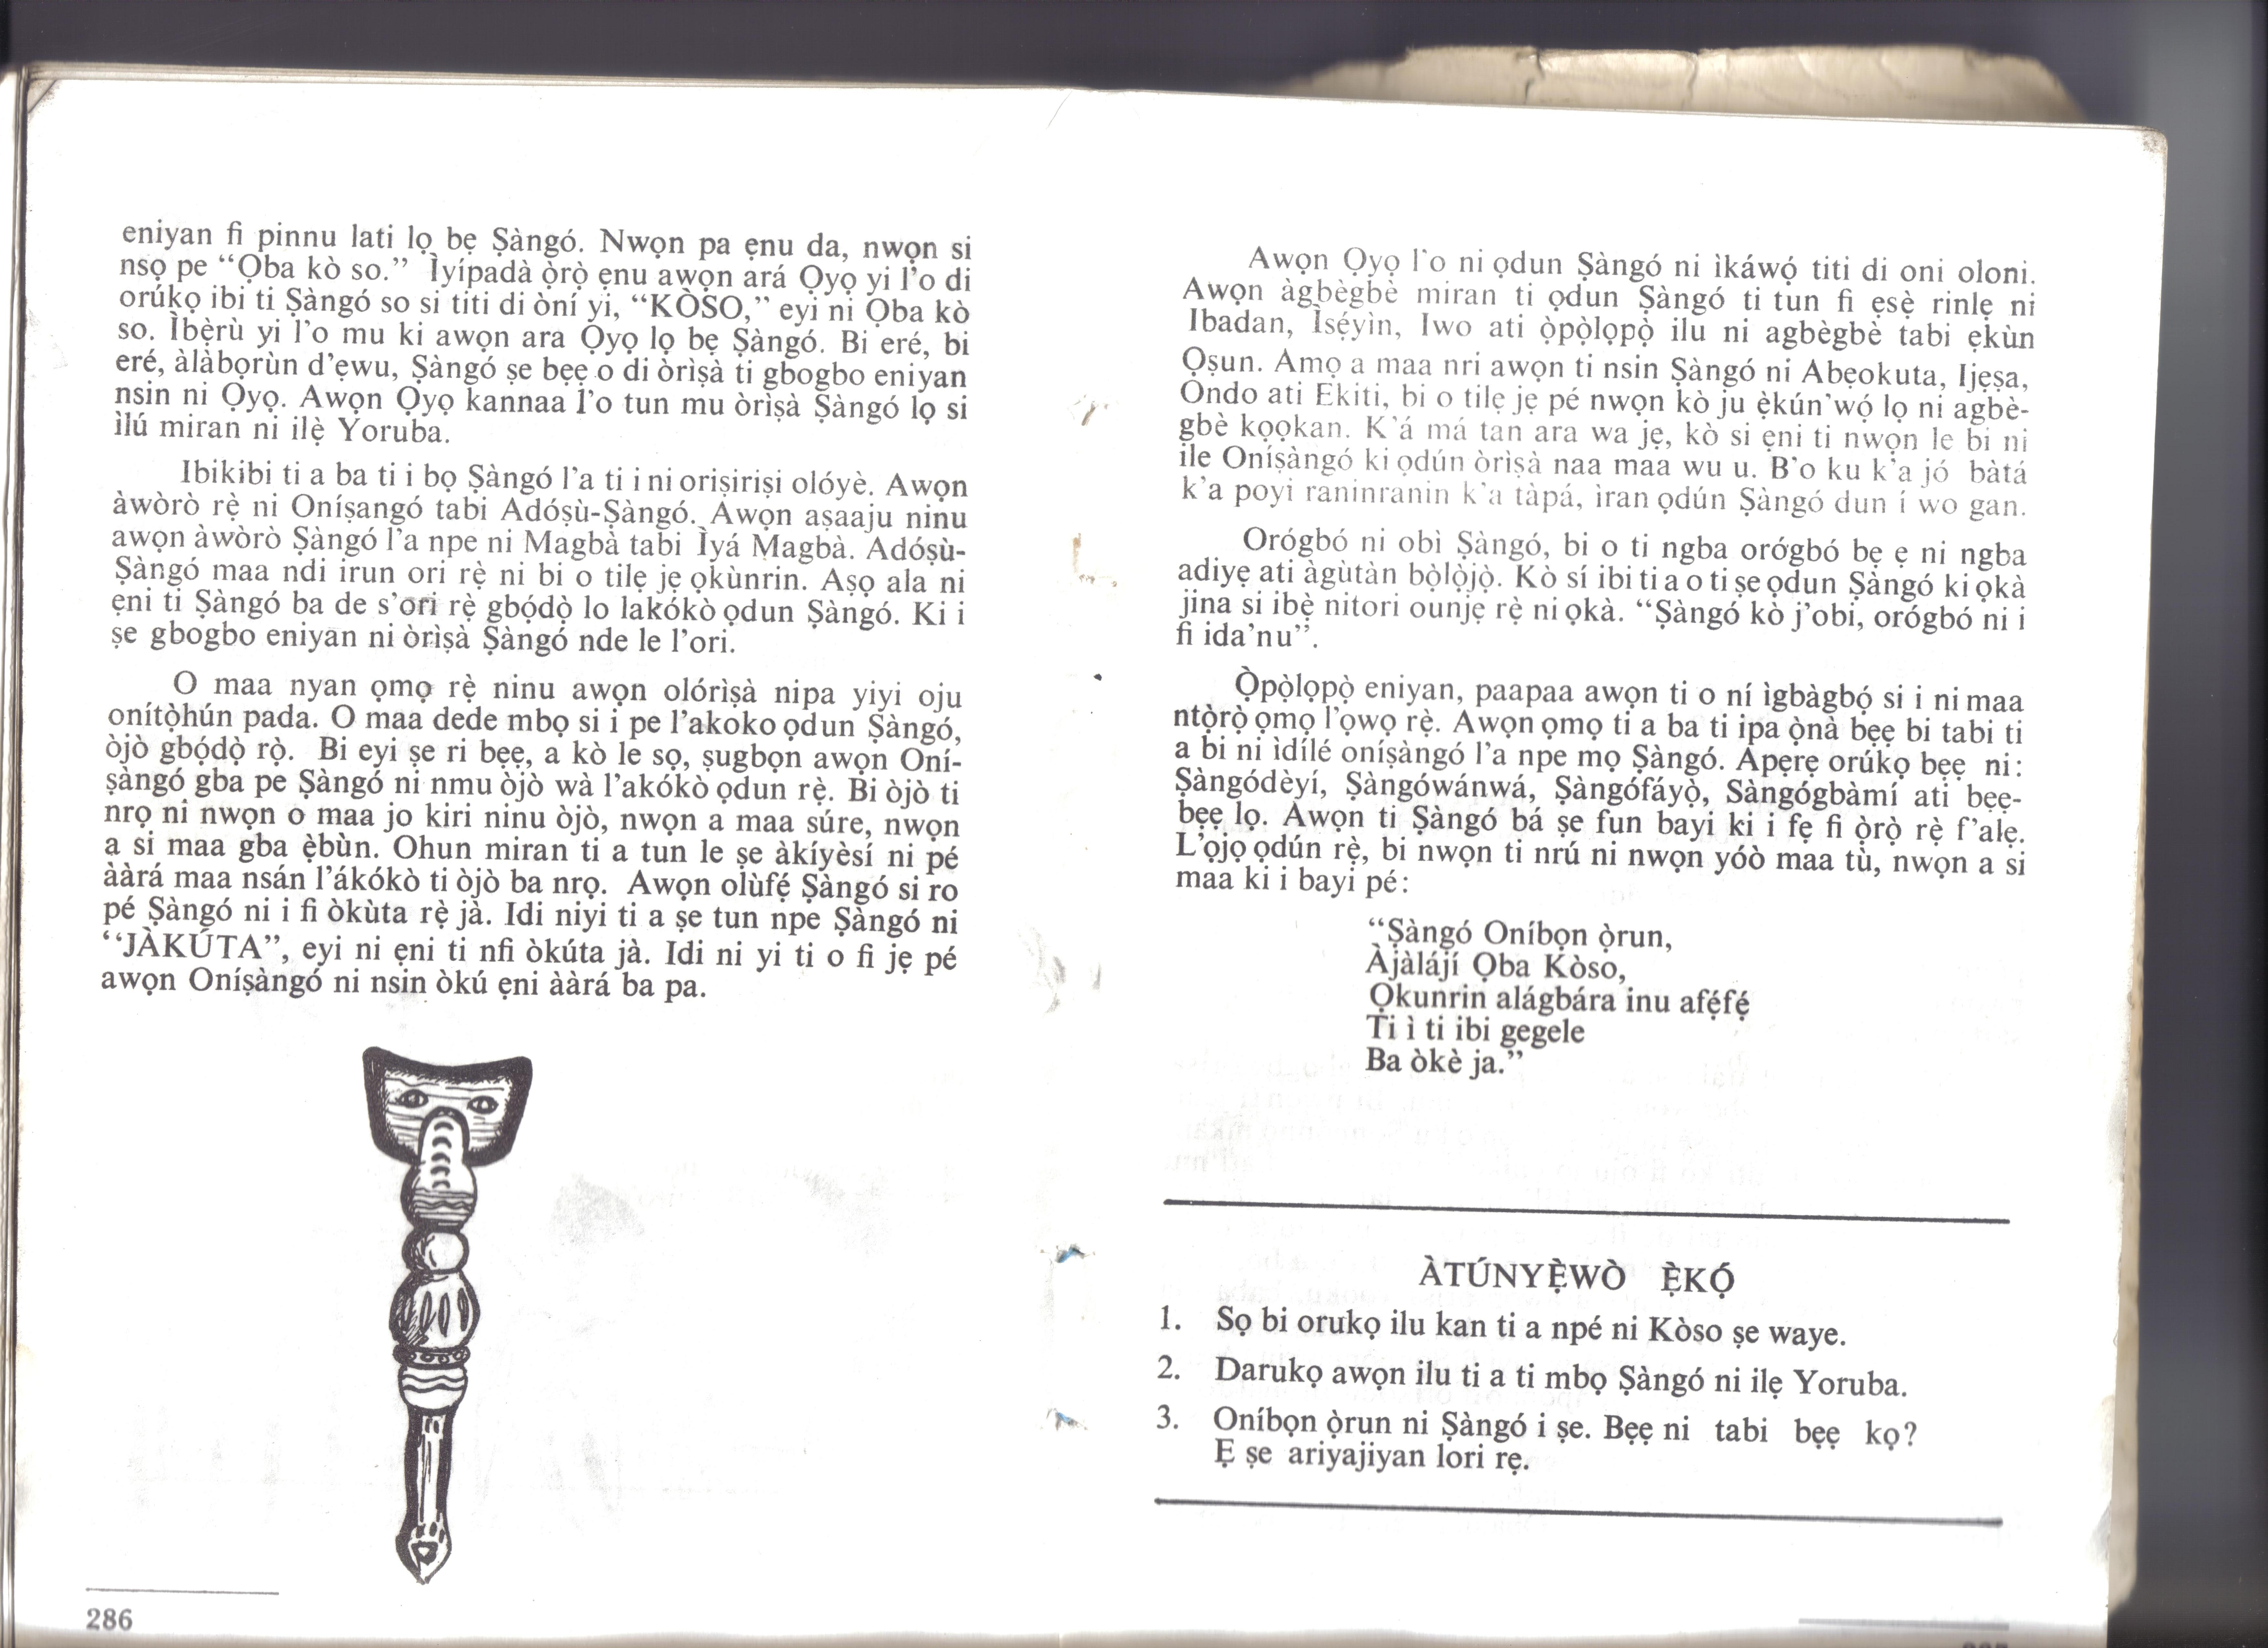 eniyan fi pinnu lati lọ bẹ Ṣàngó. Nwọn pa ẹnu da, nwọn si
nsọ pe “Ọba kò so.” Ìyípadà ọ̀rọ̀ ẹnu awọn ará Ọyọ yi l’o di
orúkọ ibi ti Ṣàngó so si titi di òní yi, “KÒSO,” eyi ni Ọba kò
so. Ìbẹ̀rù yi l’o mu ki awọn ara Ọyọ lọ bẹ Ṣàngó. Bi eré, bi
eré, àlàbọrùn d’ẹwu, Ṣàngó ṣe bẹẹ o di òrìṣà ti gbogbo eniyan
nsin ni Ọyọ. Awọn Ọyọ kannaa l’o tun mu òrìṣà Ṣàngó lọ si
ìlú miran ni ilẹ̀ Yoruba.
Ibikibi ti a ba ti i bọ Ṣàngó l’a ti i ni oriṣiriṣi olóyè. Awọn
àwòrò rẹ̀ ni Oníṣangó tabi Adóṣù-Ṣàngó. Awọn aṣaaju ninu
awọn àwòrò Ṣàngó l’a npe ni Magbà tabi Ìyá Magbà. Adóṣù-
Ṣàngó maa ndi irun ori rẹ̀ ni bi o tilẹ jẹ ọkùnrin. Aṣọ ala ni
ẹni ti Ṣàngó ba de s’ori rẹ̀ gbọ́dọ̀ lo lakókò ọdun Ṣàngó. Ki i
ṣe gbogbo eniyan ni òrìṣà Ṣàngó nde le l’ori.
O maa nyan ọmọ rẹ̀ ninu awọn olórìṣà nipa yiyi oju
onítọ̀hún pada. O maa dede mbọ si i pe l’akoko ọdun Ṣàngó,
òjò gbọ́dọ̀ rọ̀. Bi eyi ṣe ri bẹẹ, a kò le sọ, ṣugbọn awọn Oní-
ṣàngó gba pe Ṣàngó ni nmu òjò wà l’akókò ọdun rẹ̀. Bi òjò ti
nrọ ni nwọn o maa jo kiri ninu òjò, nwọn a maa súre, nwọn
a si maa gba ẹ̀bùn. Ohun miran ti a tun le ṣe àkíyèsí ni pé
ààrá maa nsán l’ákókò ti òjò ba nrọ. Awọn olùfẹ́ Ṣàngó si ro
pé Ṣàngó ni i fi òkùta rẹ̀ jà. Idi niyi ti a ṣe tun npe Ṣàngó ni
“JÀKÚTA”, eyi ni ẹni ti nfi òkúta jà. Idi ni yi ti o fi jẹ pé
awọn Oníṣàngó ni nsin òkú ẹni ààrá ba pa.
286
Awọn Ọyọ l’o ni ọdun Ṣàngó ni ìkáwọ́ titi di oni oloni.
Awọn àgbègbè miran ti ọdun Ṣàngó ti tun fi ẹsẹ̀ rinlẹ ni
Ibadan, Ìsẹ́yìn, Iwo ati ọ̀pọ̀lọpọ̀ ilu ni agbègbè tabi ẹkùn
Ọṣun. Amọ a maa nri awọn ti nsin Ṣàngó ni Abẹokuta, Ijẹṣa,
Ondo ati Ekiti, bi o tilẹ jẹ pé nwọn kò ju ẹ̀kún’wọ́ lọ ni agbè-
gbè kọọkan. K’á má tan ara wa jẹ, kò si ẹni ti nwọn le bi ni
ile Oníṣàngó ki ọdún òrìṣà naa maa wu u. B’o ku k’a jó bàtá
k’a poyi raninranin k’a tàpá, ìran ọdún Ṣàngó dun í wo gan.
Orógbó ni obì Ṣàngó, bi o ti ngba orógbó bẹ ẹ ni ngba
adiyẹ ati àgùtàn bọ̀lọ̀jọ̀. Kò sí ibi ti a o ti ṣe ọdun Ṣàngó ki ọkà
jina si ibẹ̀ nitori ounjẹ rẹ̀ ni ọkà. “Ṣàngó kò j’obi, orógbó ni i
fi ida’nu”.
Ọ̀pọ̀lọpọ̀ eniyan, paapaa awọn ti o ní ìgbàgbọ́ si i ni maa
ntọ̀rọ̀ ọmọ l’ọwọ rẹ̀. Awọn ọmọ ti a ba ti ipa ọ̀nà bẹẹ bi tabi ti
a bi ni ìdílé oníṣàngó l’a npe mọ Ṣàngó. Apẹrẹ orúkọ bẹẹ ni:
Ṣàngódèyí, Ṣàngówánwá, Ṣàngófáyọ̀, Sàngógbàmí ati bẹẹ-
bẹẹ lọ. Àwọn ti Ṣàngó bá ṣe fun bayi ki i fẹ fi ọ̀rọ̀ rẹ̀ f’alẹ.
L’ọjọ ọdún rẹ̀, bi nwọn ti nrú ni nwọn yóò maa tù, nwọn a si
maa ki i bayi pé:
“Ṣàngó Oníbọn ọ̀run,
Àjàlájí Ọba Kòso,
Ọkunrin alágbára inu afẹ́fẹ́
Ti ì ti ibi gegele
Ba òkè ja.”
ÀTÚNYẸ̀WÒ Ẹ̀KỌ́
1. Sọ bi orukọ ilu kan ti a npé ni Kòso ṣe waye.
2. Darukọ awọn ilu ti a ti mbọ Ṣàngó ni ilẹ Yoruba.
3. Oníbọn ọ̀run ni Ṣàngó i ṣe. Bẹẹ ni tabi bẹẹ kọ?
Ẹ ṣe ariyajiyan lori rẹ.